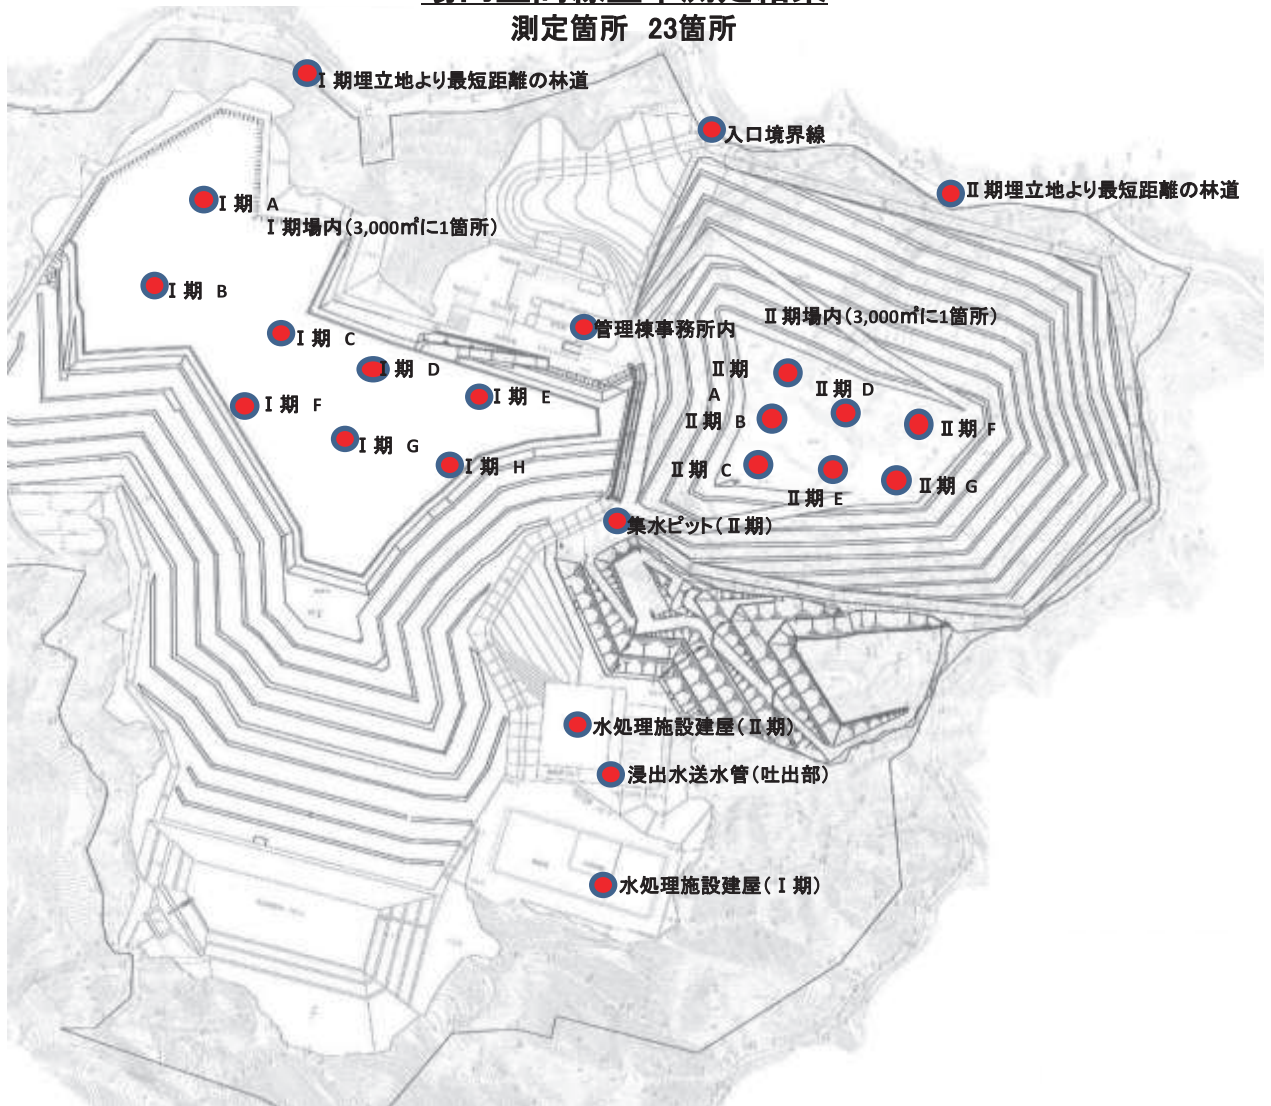 測定箇所 23箇所
Ⅰ期埋立地より最短距離の林道
入口境界線
Ⅱ期埋立地より最短距離の林道
Ⅰ期 A
Ⅰ期場内(3,000㎡に1箇所)
Ⅰ期 B
Ⅰ期 C
Ⅰ期 D
Ⅰ期 E
Ⅰ期 F
Ⅰ期 G
Ⅰ期 H
管理棟事務所内
Ⅱ期場内(3,000㎡に1箇所)
Ⅱ期
A
Ⅱ期 D
Ⅱ期 B
Ⅱ期 F
Ⅱ期 C
Ⅱ期 E
Ⅱ期 G
集水ピット(Ⅱ期)
水処理施設建屋(Ⅱ期)
浸出水送水管(吐出部)
水処理施設建屋(Ⅰ期)